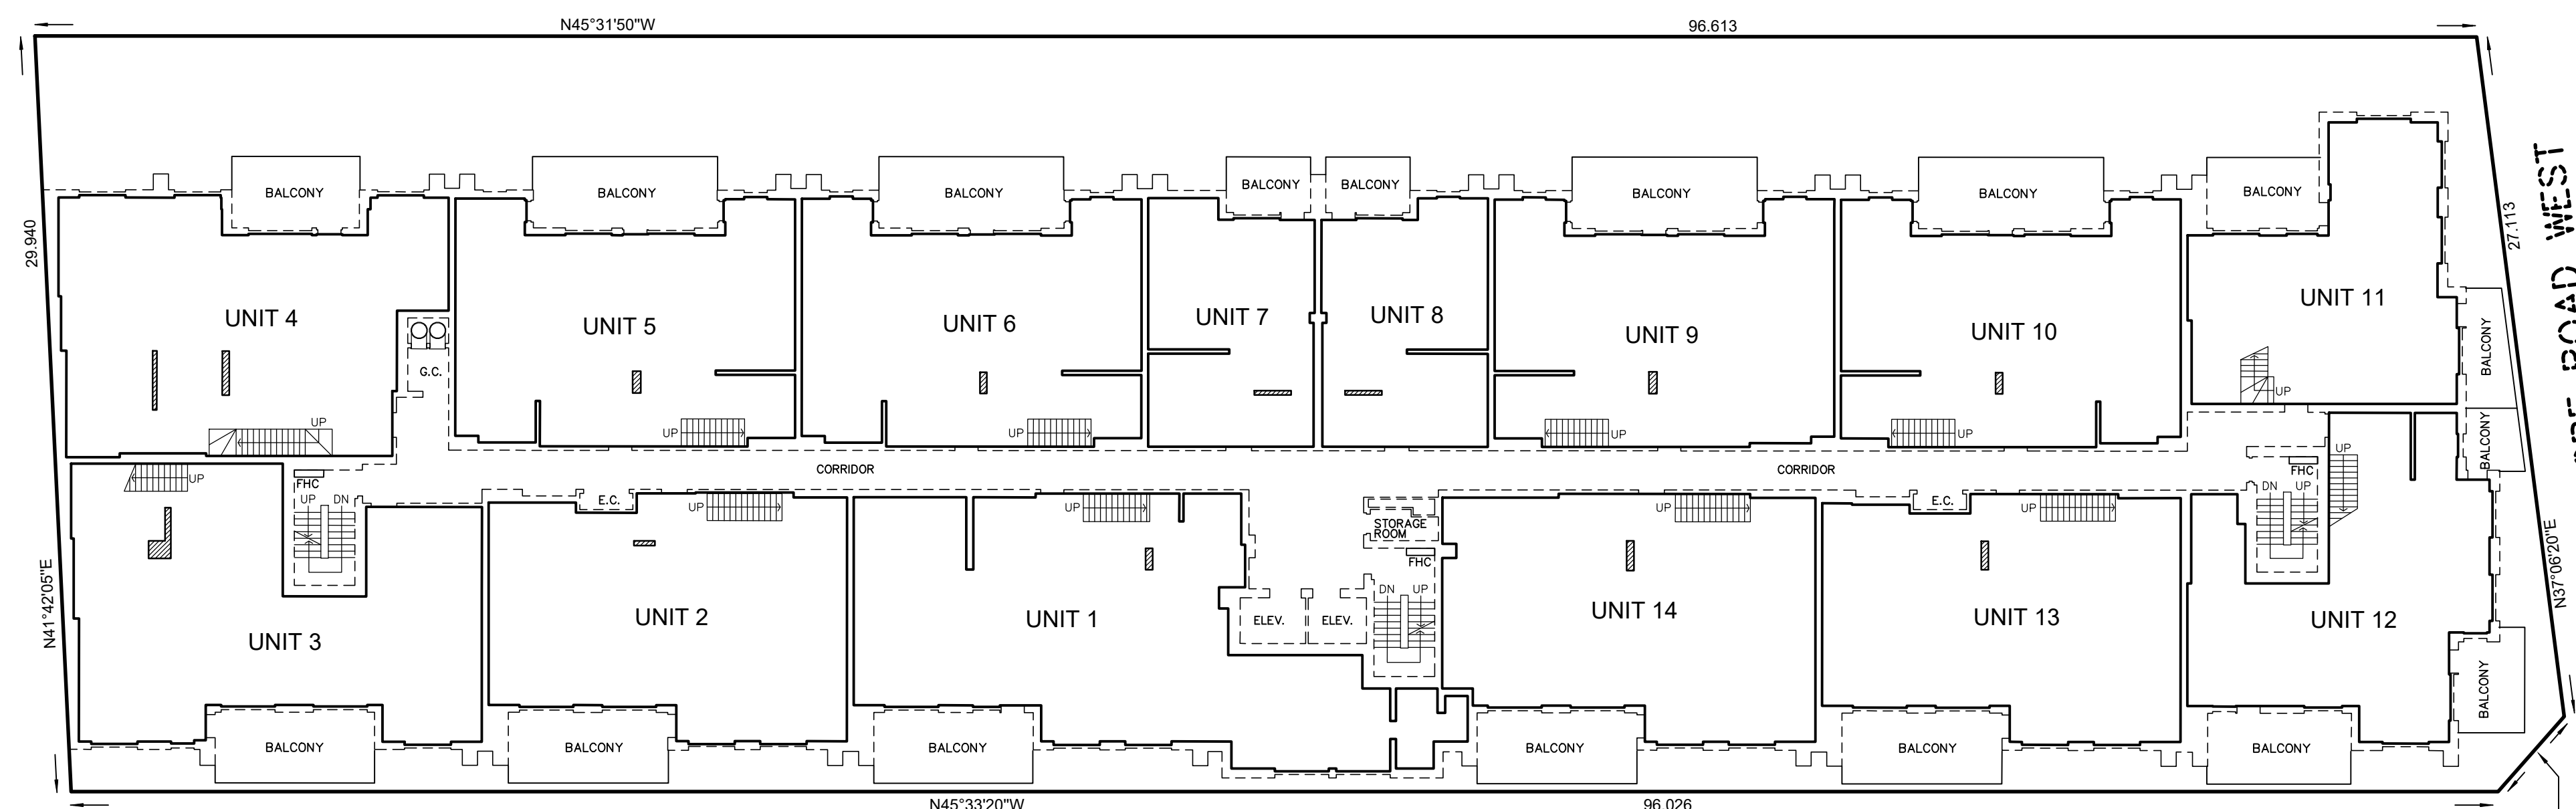 N45°31'50"W
96.613
BALCONY
BALCONY
BALCONY
BALCONY
BALCONY
BALCONY
BALCONY
BALCONY
29.940
27.113
WEST
ROAD
UNIT 4
UNIT 5
UNIT 6
UNIT 7
UNIT 8
UNIT 9
UNIT 10
UNIT 11
BALCONY
G.C.
UP
UP
UP
UP
UP
UP
BALCONY
CORRIDOR
CORRIDOR
UP
UP
FHC
FHC
UP
DN
E.C.
UP
UP
UP
E.C.
UP
DN
UP
STORAGE
ROOM
FHC
N41°42'05"E
N37°06'20"E
DN
UP
ELEV.
ELEV.
UNIT 3
UNIT 2
UNIT 1
UNIT 14
UNIT 13
UNIT 12
BALCONY
BALCONY
BALCONY
BALCONY
BALCONY
BALCONY
BALCONY
N45°33'20"W
96.026